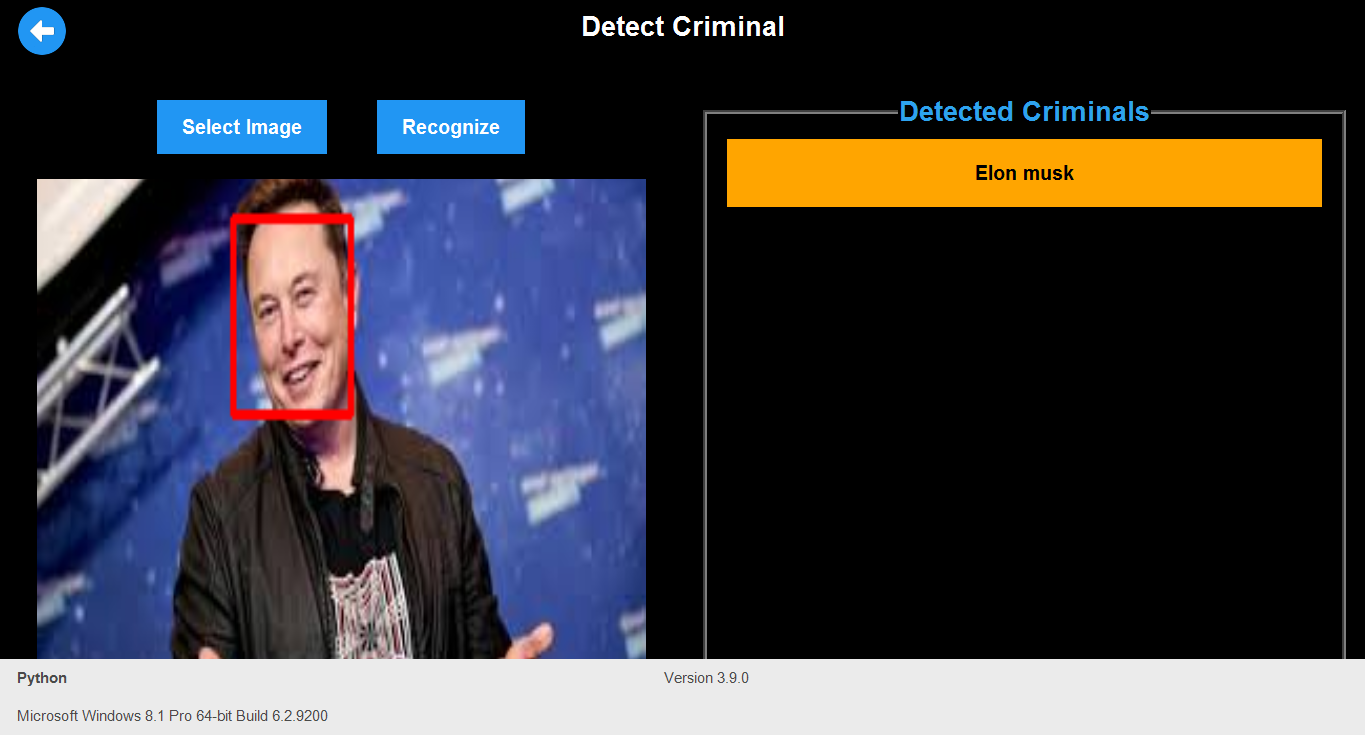 Detect Criminal
Select Image
Recognize
Detected Criminals
Elon musk
Python
Version 3.9.0
Microsoft Windows 8.1 Pro 64-bit Build 6.2.9200